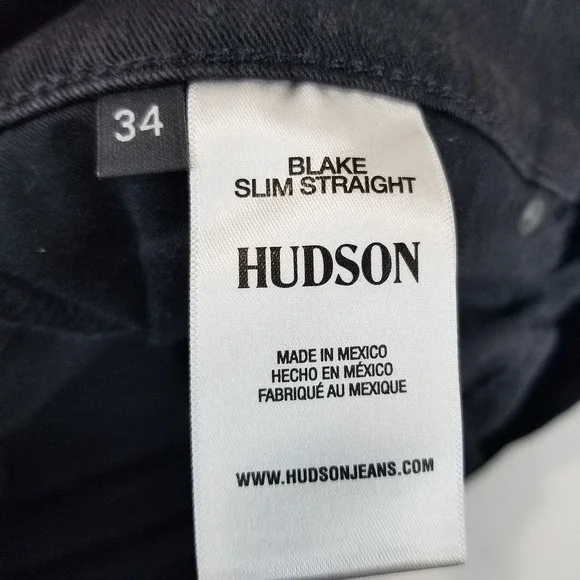 34
BLAKE
SLIM STRAIGHT
HUDSON
MADE IN MEXICO
HECHO EN MÉXICO
FABRIQUÉ AU MEXIQUE
WWW.HUDSONJEANS.COM